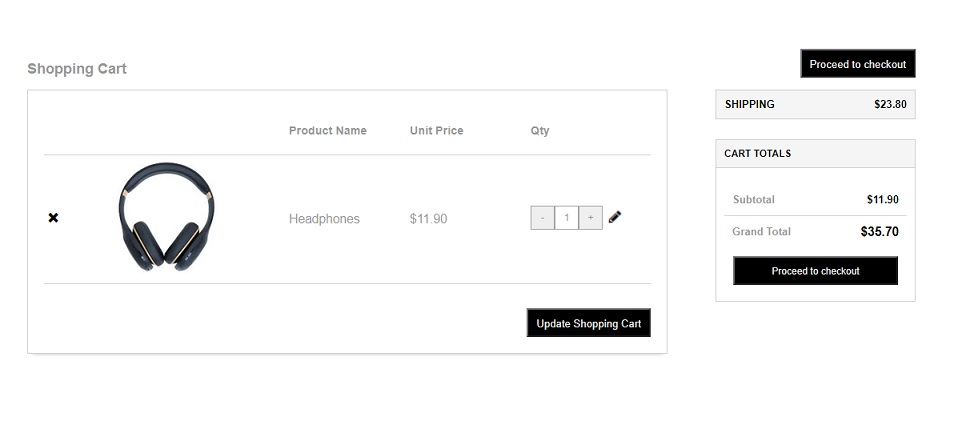 Proceed to checkout
Shopping Cart
SHIPPING $23.80
Product Name Unit Price Qty
CART TOTALS
Headphones $11.90 - 1 +
Subtotal $11.90
Grand Total $35.70
Proceed to checkout
Update Shopping Cart